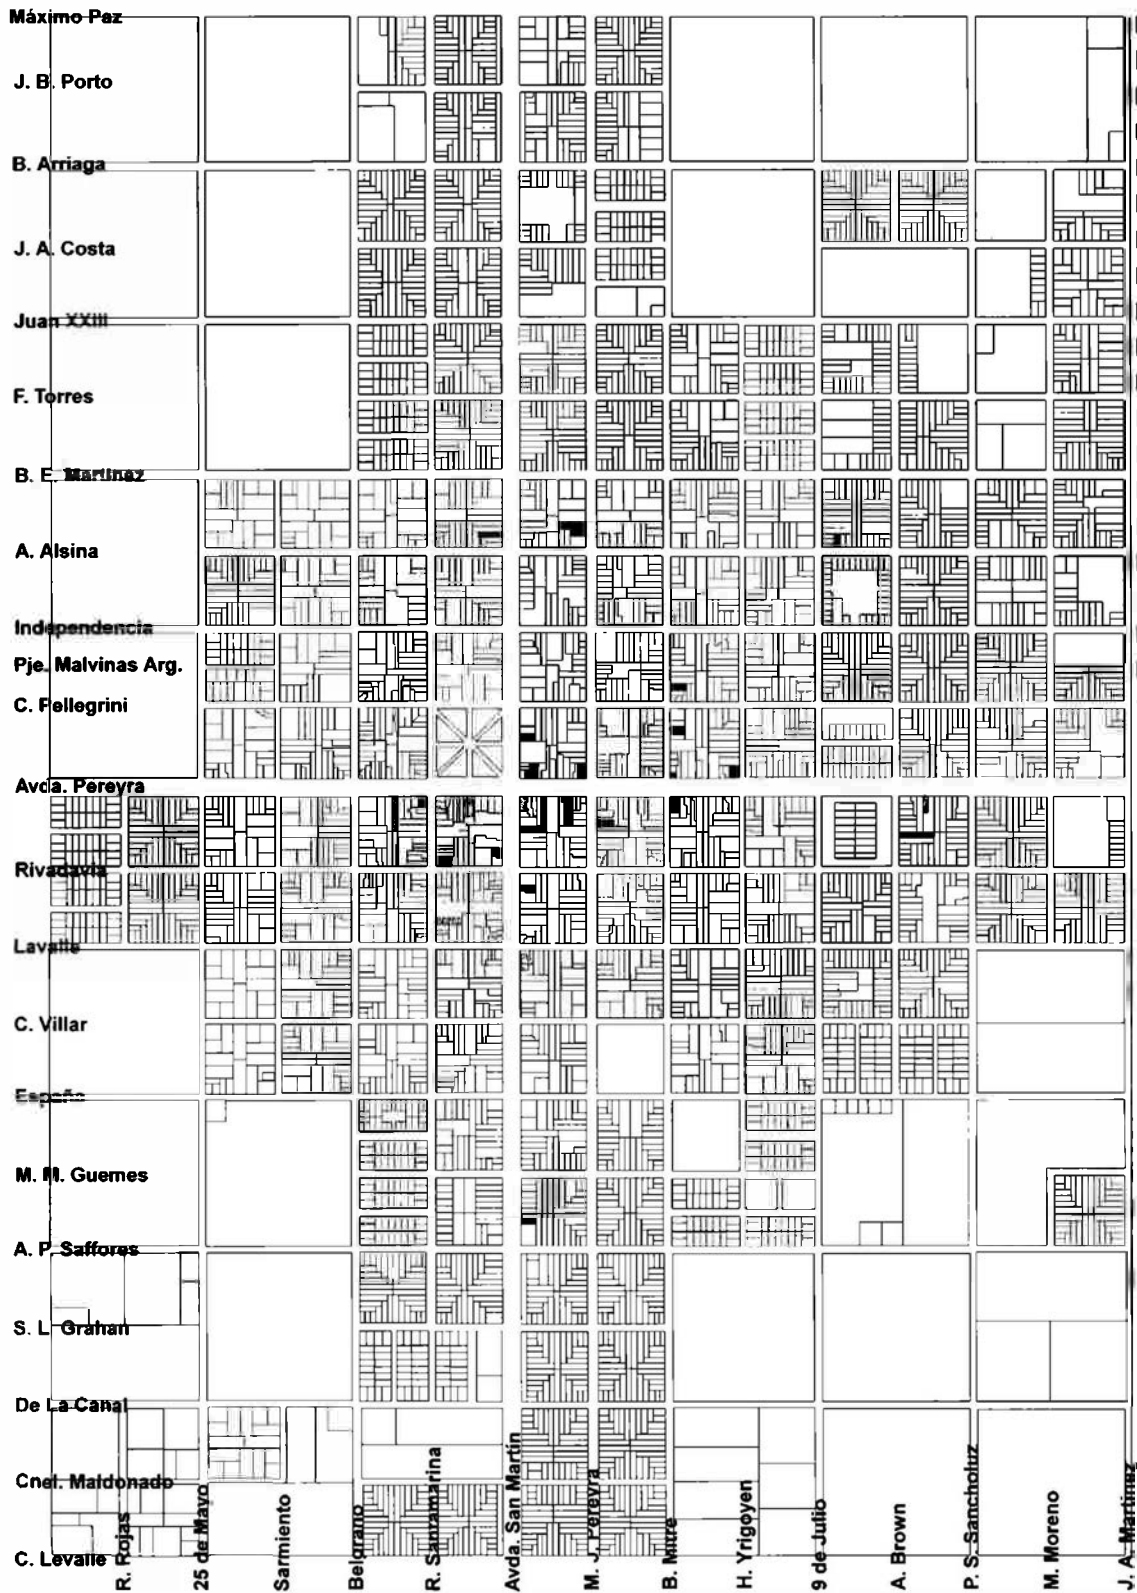 Máximo Paz
J. B. Porto
B. Arriaga
J. A. Costa
Juan XXIII
F. Torres
B. E. Martinez
A. Alsina
Independencia
Pje. Malvinas Arg.
C. Pellegrini
Avda. Pereyra
Rivadavia
Lavalle
C. Villar
España
M. M. Guemes
A. P. Saffores
S. L. Grahan
De La Canal
Cnel. Maldonado
C. Levalle
R. Rojas
25 de Mayo
Sarmiento
Belgrano
R. Santamarina
Avda. San Martín
M. J. Pereyra
B. Mitre
H. Yrigoyen
9 de Julio
A. Brown
P. S. Sancholuz
M. Moreno
J. A. Martinez